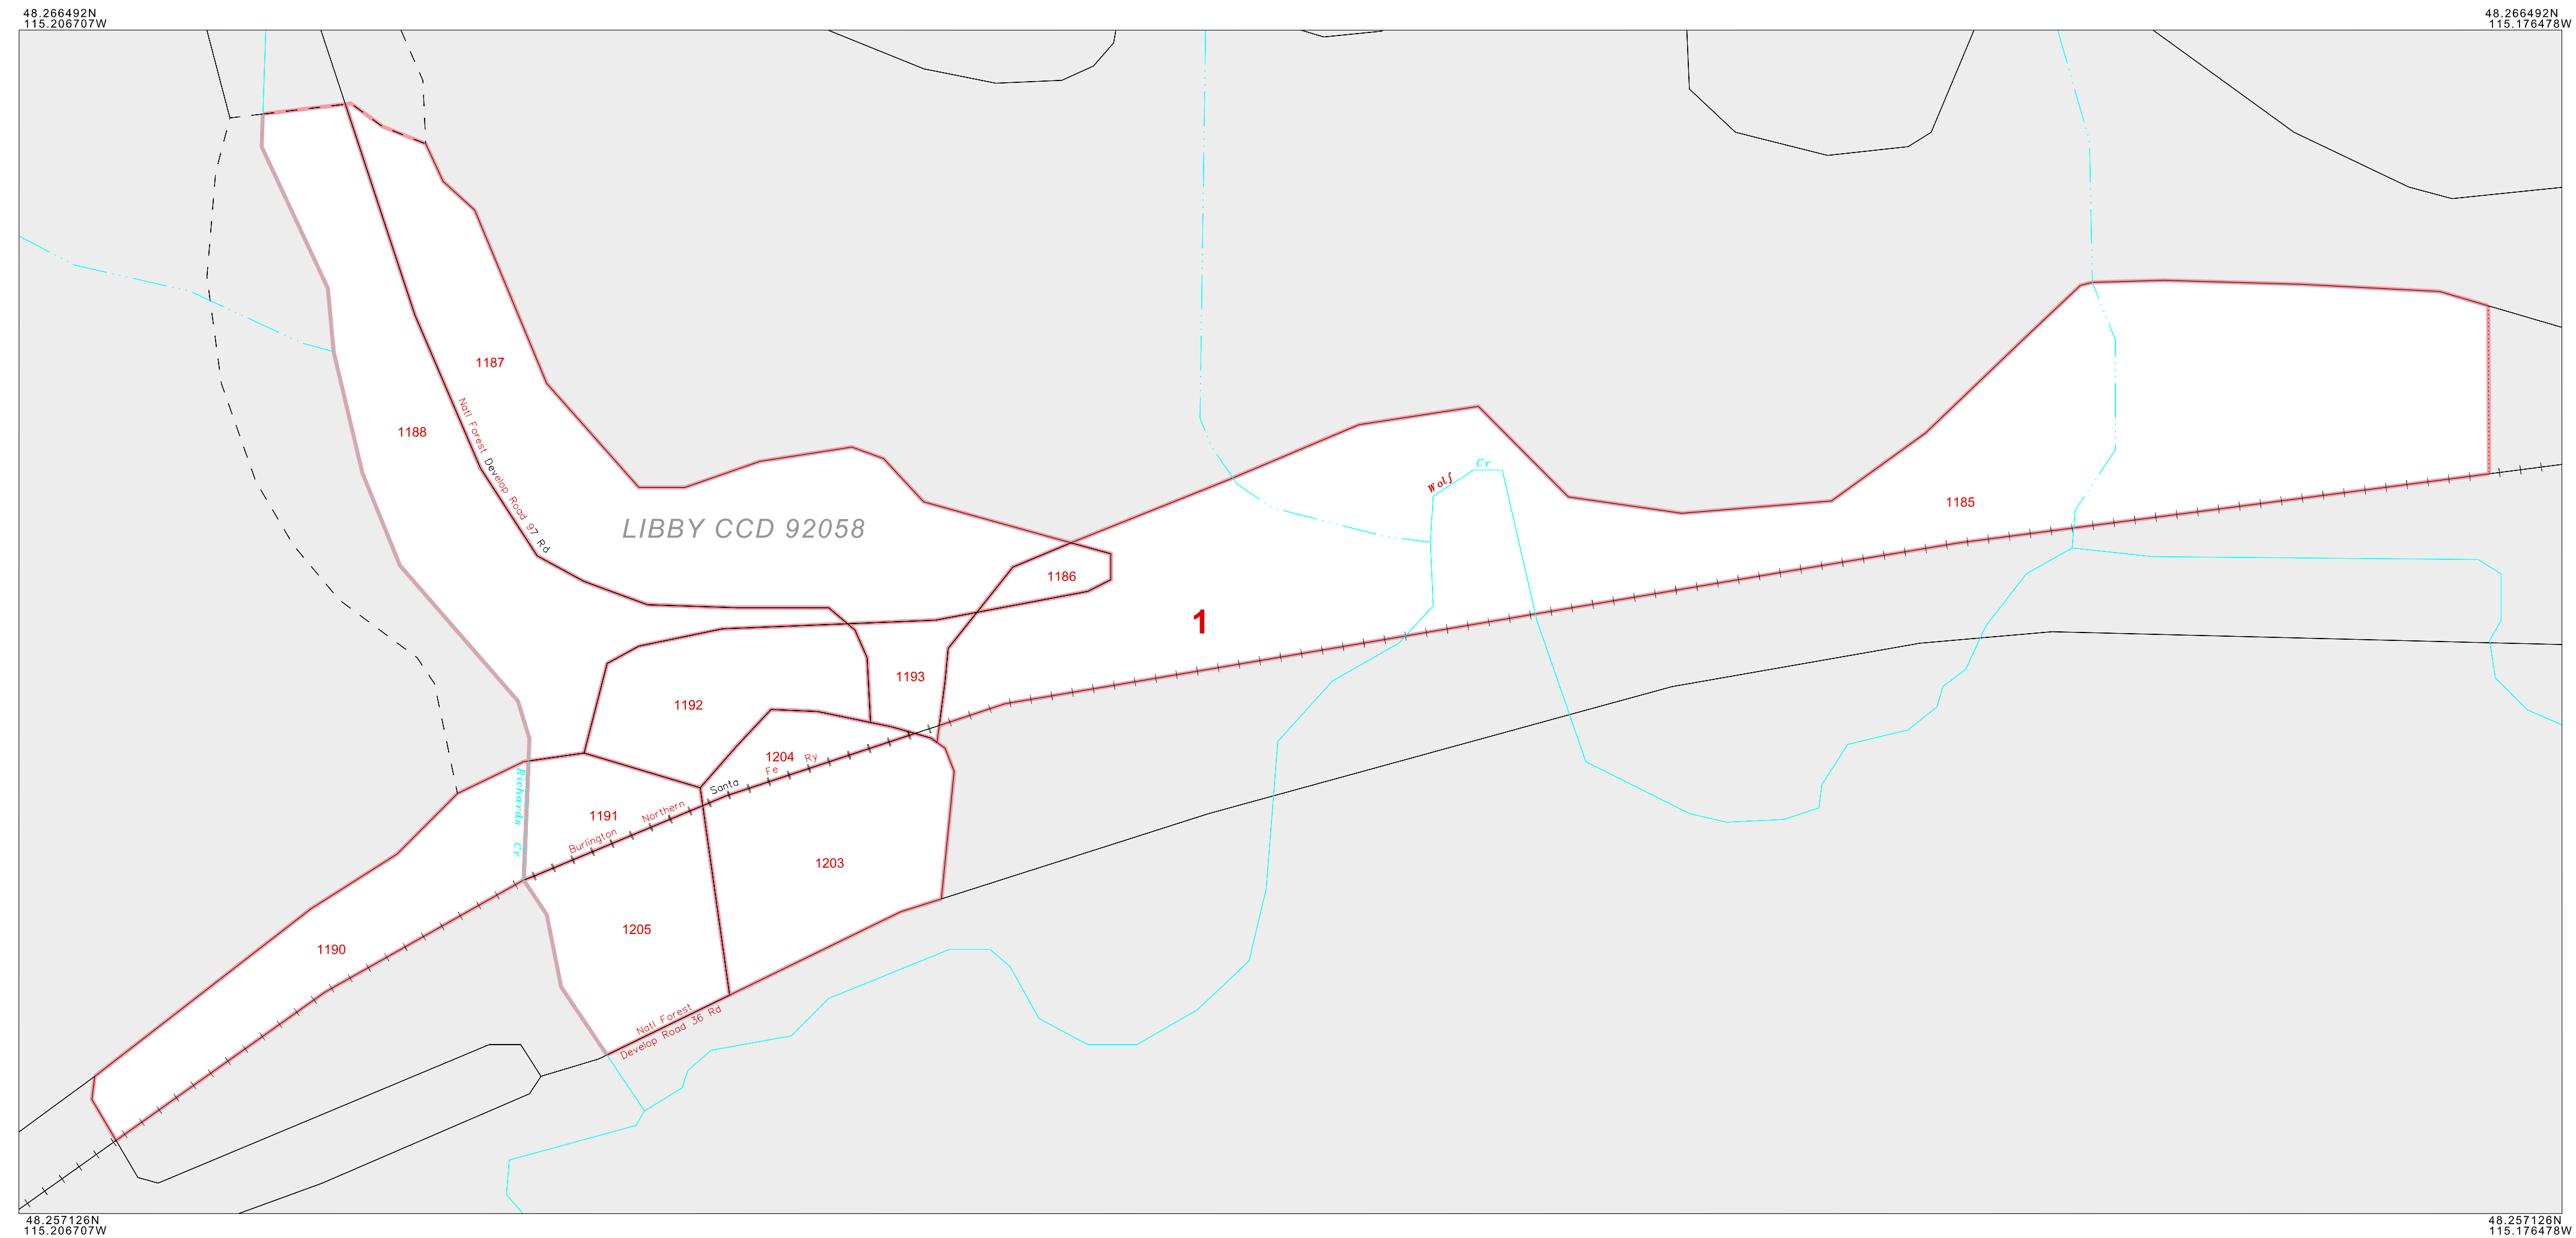 48.266492N
115.206707W
48.266492N
115.176478W
1187
1188
Natl Forest Develop Road 97 Rd
LIBBY CCD 92058
Wolf Cr
1185
1186
1
1193
1192
1204
Burlington Northern Santa Fe Ry
Richards Cr
1191
1203
1205
1190
Natl Forest
Develop Road 36 Rd
48.257126N
115.206707W
48.257126N
115.176478W